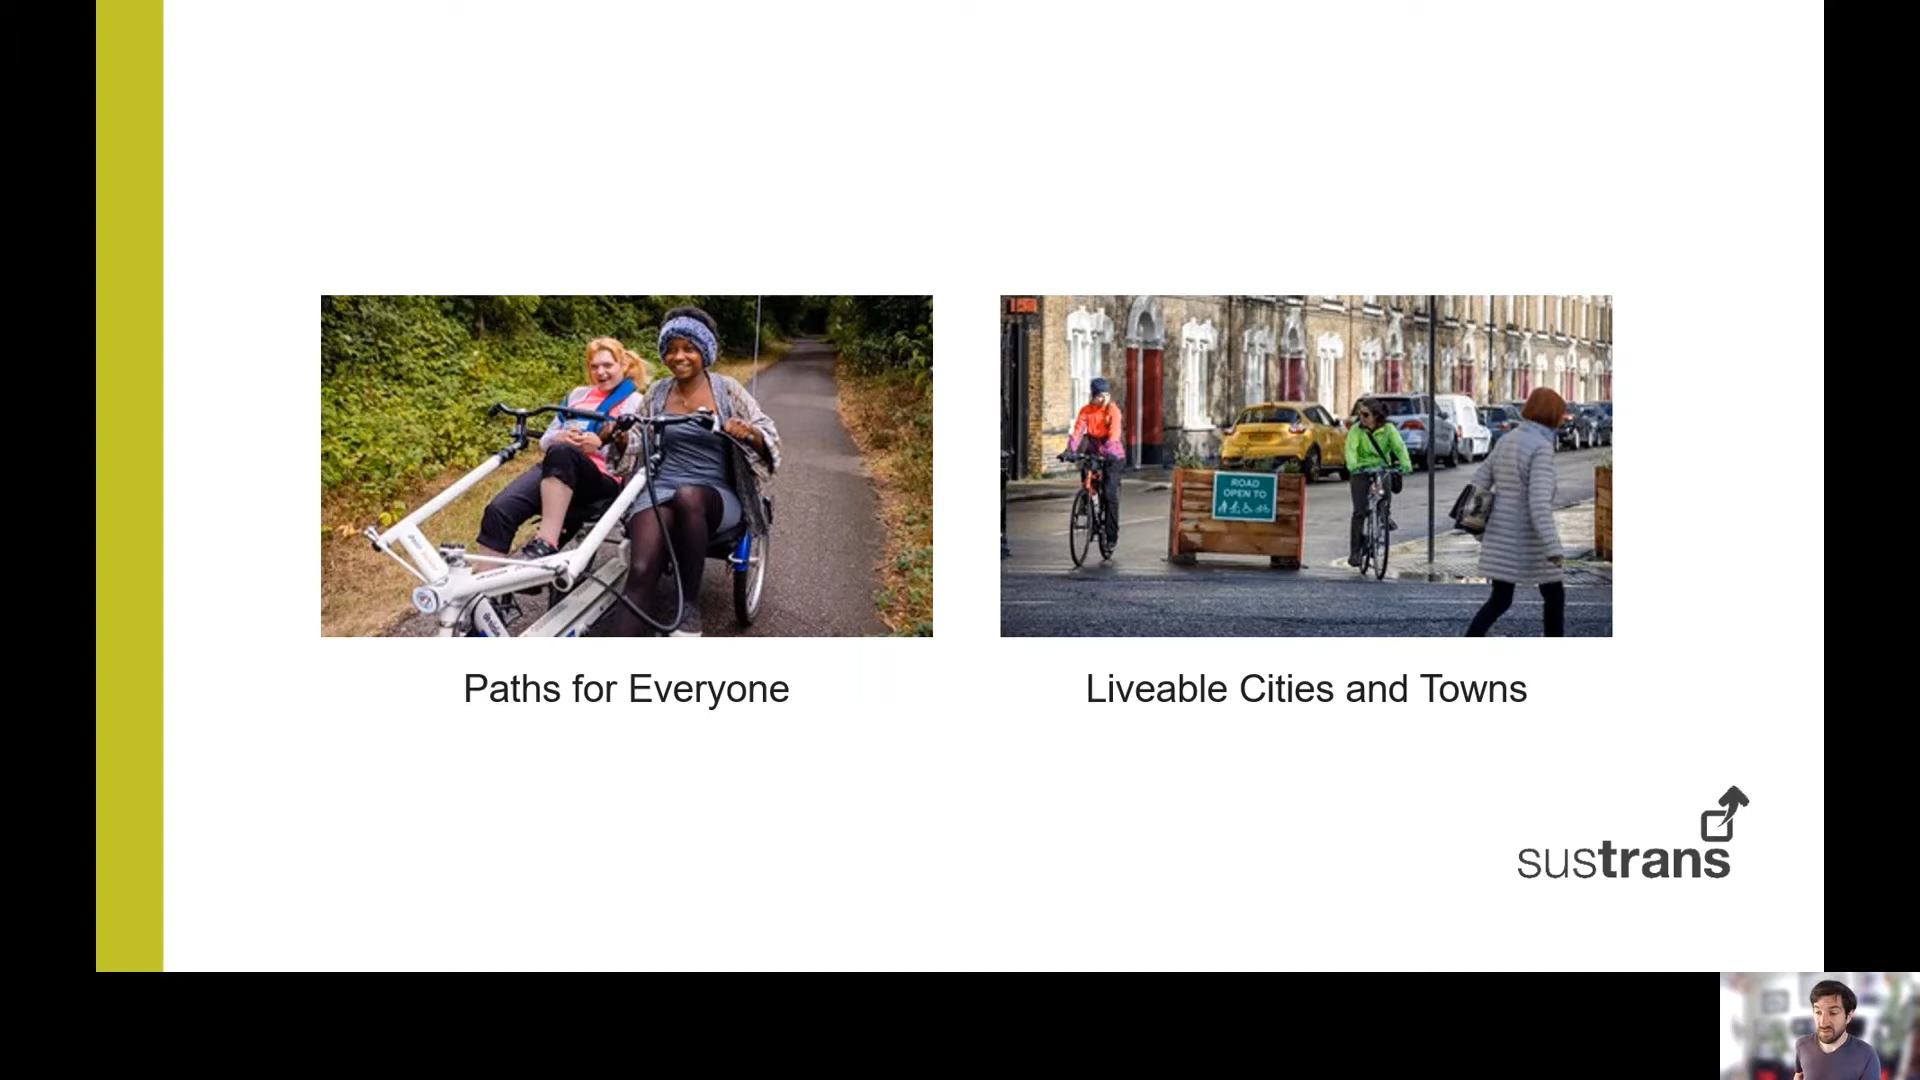 ROAD
OPEN TO
Paths for Everyone
Liveable Cities and Towns
sustrans